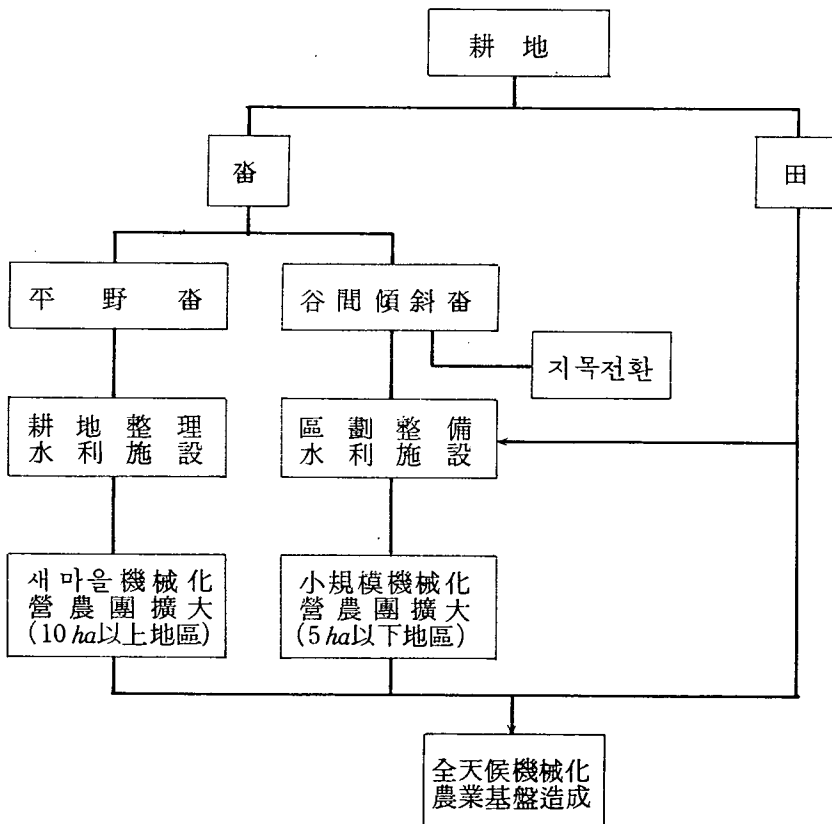 耕地
畓
田
平野畓
谷間傾斜畓
지목전환
耕地整理
水利施設
區劃整備
水利施設
새마을機械化
營農團擴大
(10 ha以上地區)
小規模機械化
營農團擴大
(5 ha以下地區)
全天候機械化
農業基盤造成